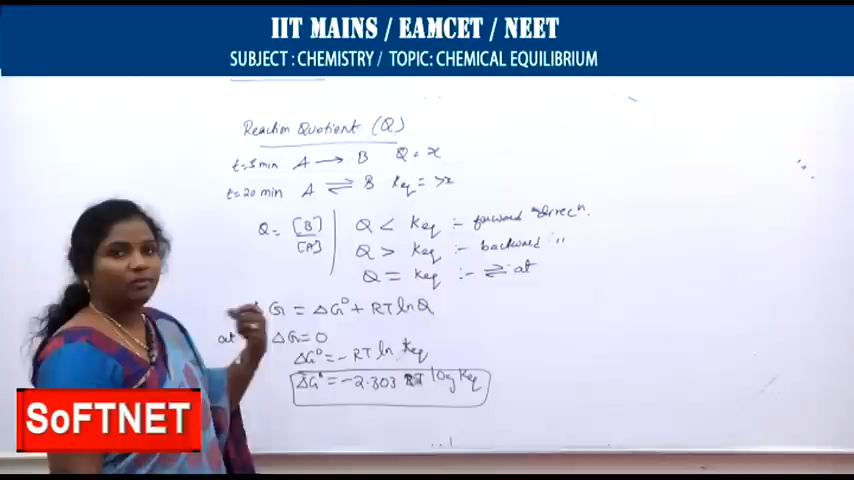 IIT MAINS / EAMCET / NEET
SUBJECT : CHEMISTRY / TOPIC: CHEMICAL EQUILIBRIUM
Reaction Quotient (Q)
t=5 min A → B Q = x
t=20 min A ⇌ B Keq = >x
Q = [B]/[A] | Q < Keq :- forward direcn.
Q > Keq :- backward "
Q = Keq :- ⇌ at
G = ΔG° + RT ln Q
at ΔG=0
ΔG° = - RT ln Keq
ΔG° = -2.303 RT log Keq
SoFTNET